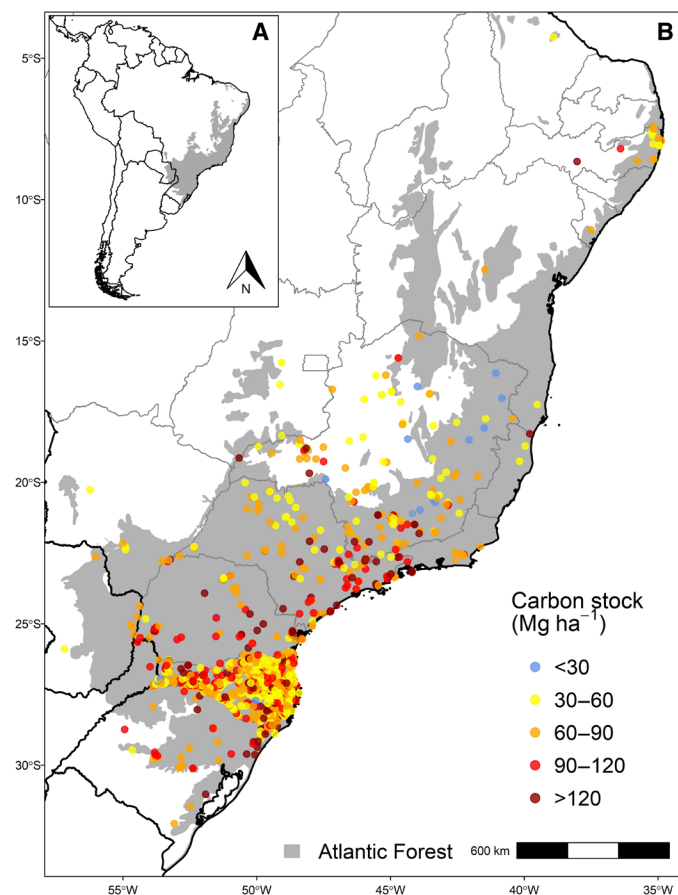 A
B
N
5°S
10°S
15°S
20°S
25°S
30°S
Carbon stock
(Mg ha⁻¹)
<30
30–60
60–90
90–120
>120
Atlantic Forest
600 km
55°W
50°W
45°W
40°W
35°W